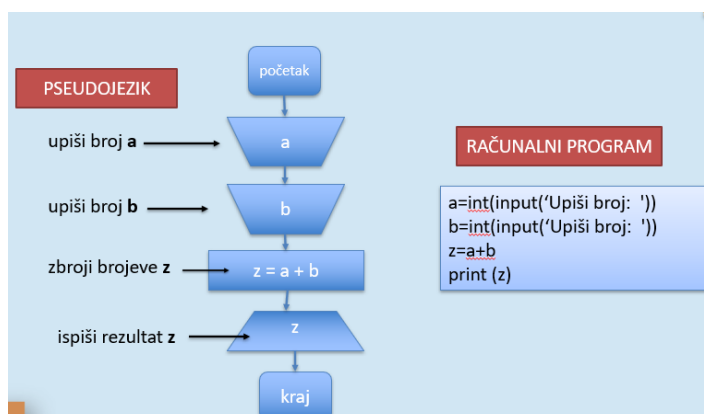 početak
PSEUDOJEZIK
upiši broj a
a
RAČUNALNI PROGRAM
upiši broj b
b
a=int(input(‘Upiši broj:  '))
b=int(input(‘Upiši broj:  '))
z=a+b
print (z)
zbroji brojeve z
z = a + b
ispiši rezultat z
z
kraj